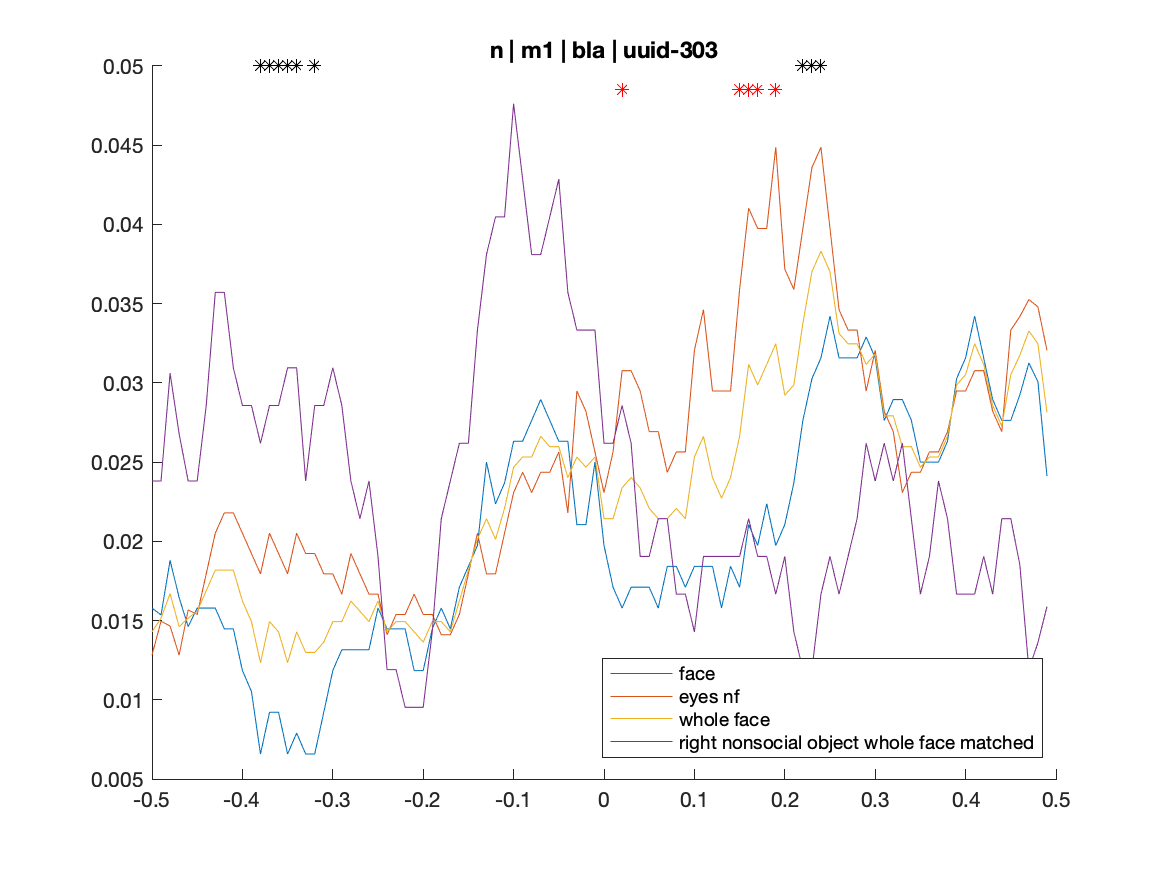 n | m1 | bla | uuid-303
0.05
0.045
0.04
0.035
0.03
0.025
0.02
0.015
0.01
0.005
-0.5 -0.4 -0.3 -0.2 -0.1 0 0.1 0.2 0.3 0.4 0.5
face
eyes nf
whole face
right nonsocial object whole face matched